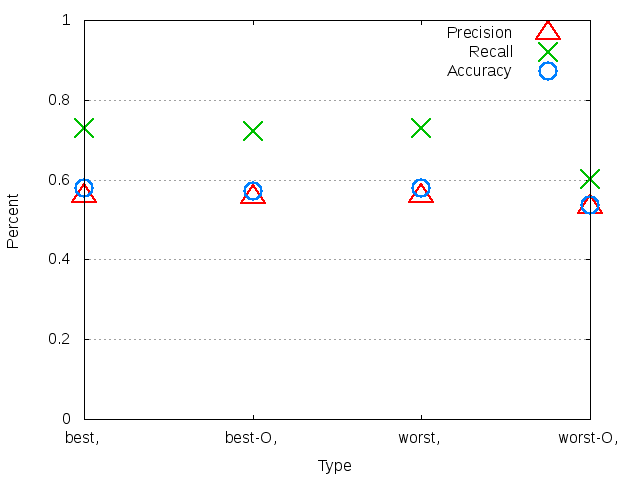 1
Precision
Recall
Accuracy
0.8
0.6
0.4
0.2
0
Percent
best,
best-O,
worst,
worst-O,
Type